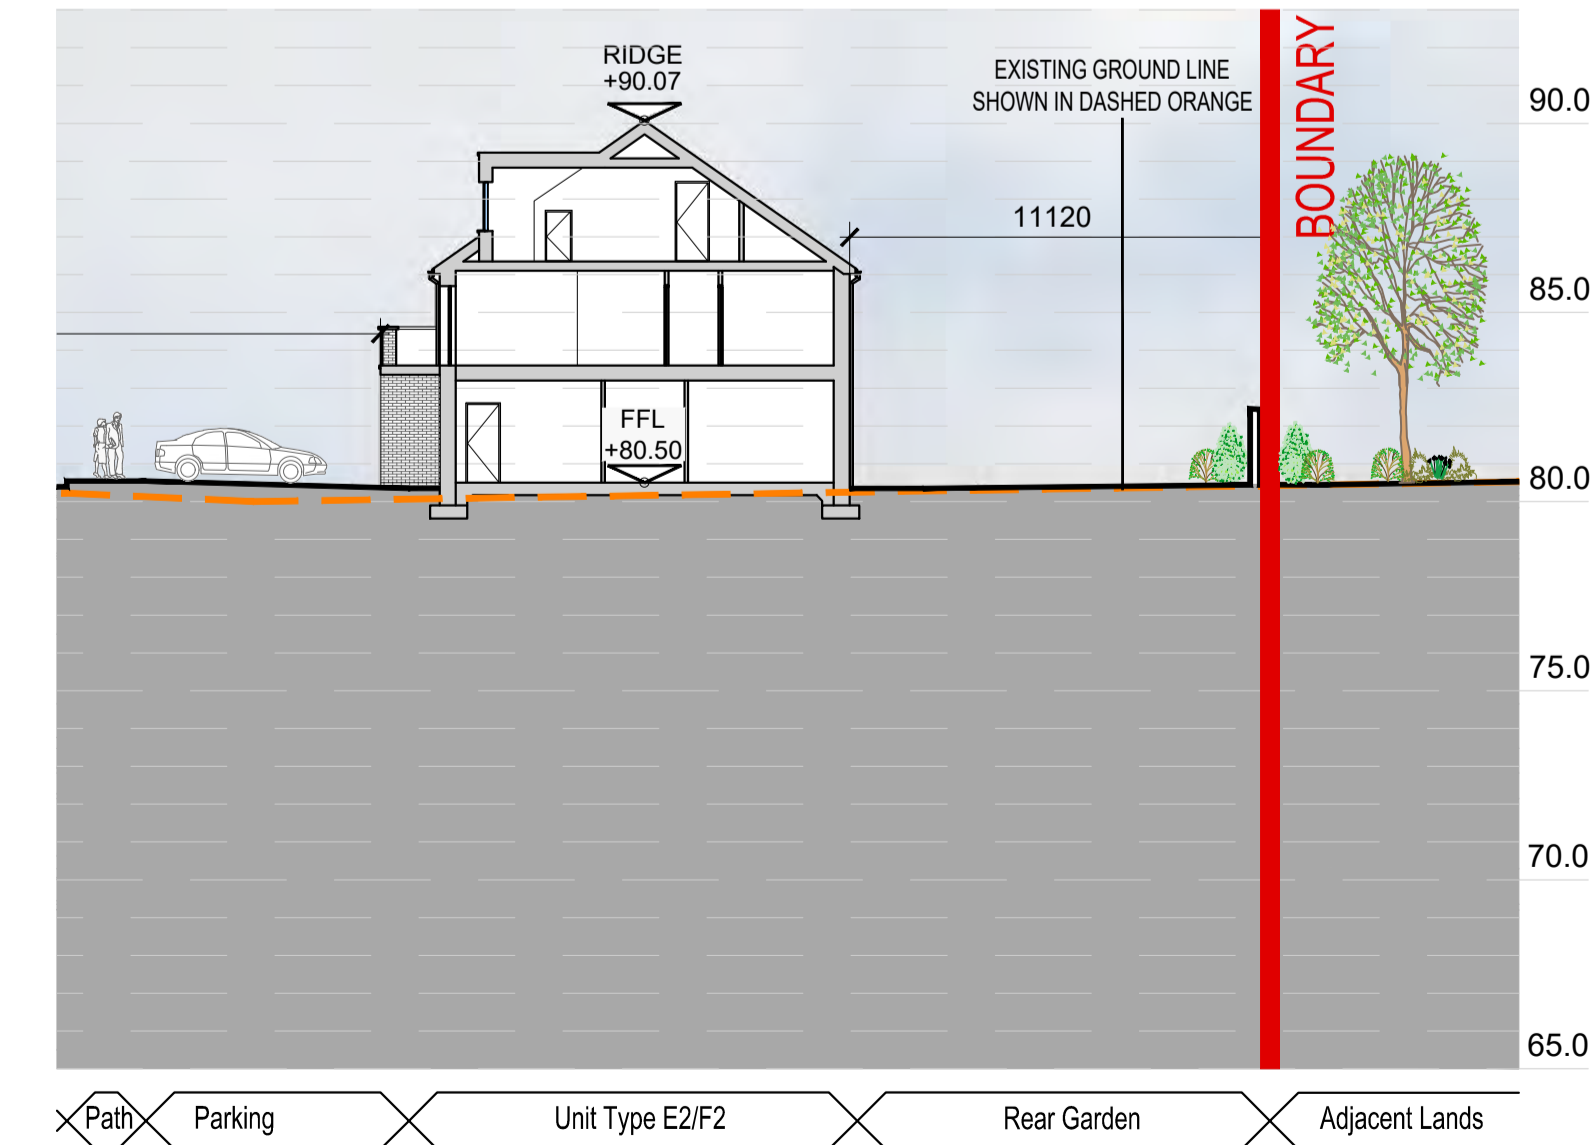 RIDGE
+90.07
EXISTING GROUND LINE
SHOWN IN DASHED ORANGE
BOUNDARY
90.0
11120
85.0
FFL
+80.50
80.0
75.0
70.0
65.0
Path
Parking
Unit Type E2/F2
Rear Garden
Adjacent Lands